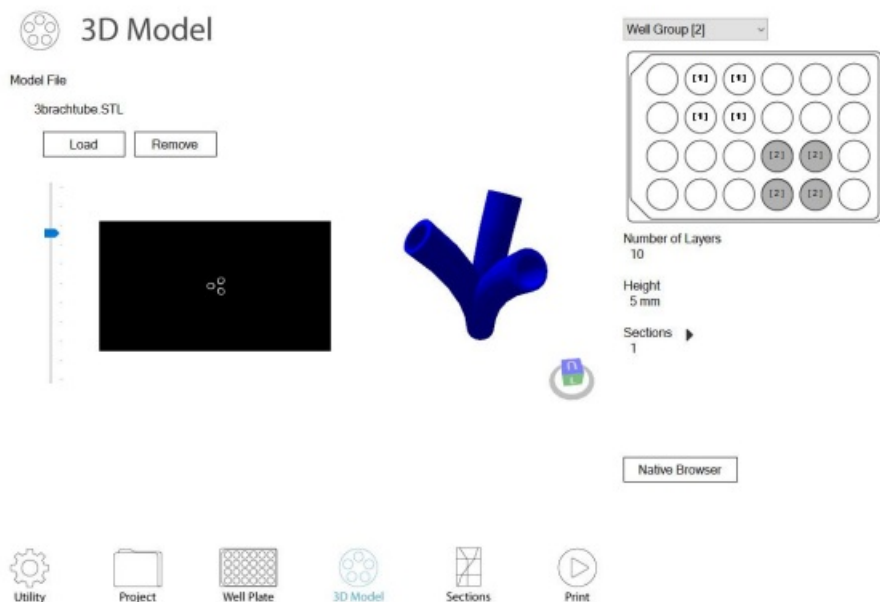 3D Model
Well Group [2]
Model File
3brachtube.STL
Load
Remove
[1] [1]
[1] [1]
[2] [2]
[2] [2]
Number of Layers
10
Height
5 mm
Sections
1
Native Browser
Utility
Project
Well Plate
3D Model
Sections
Print